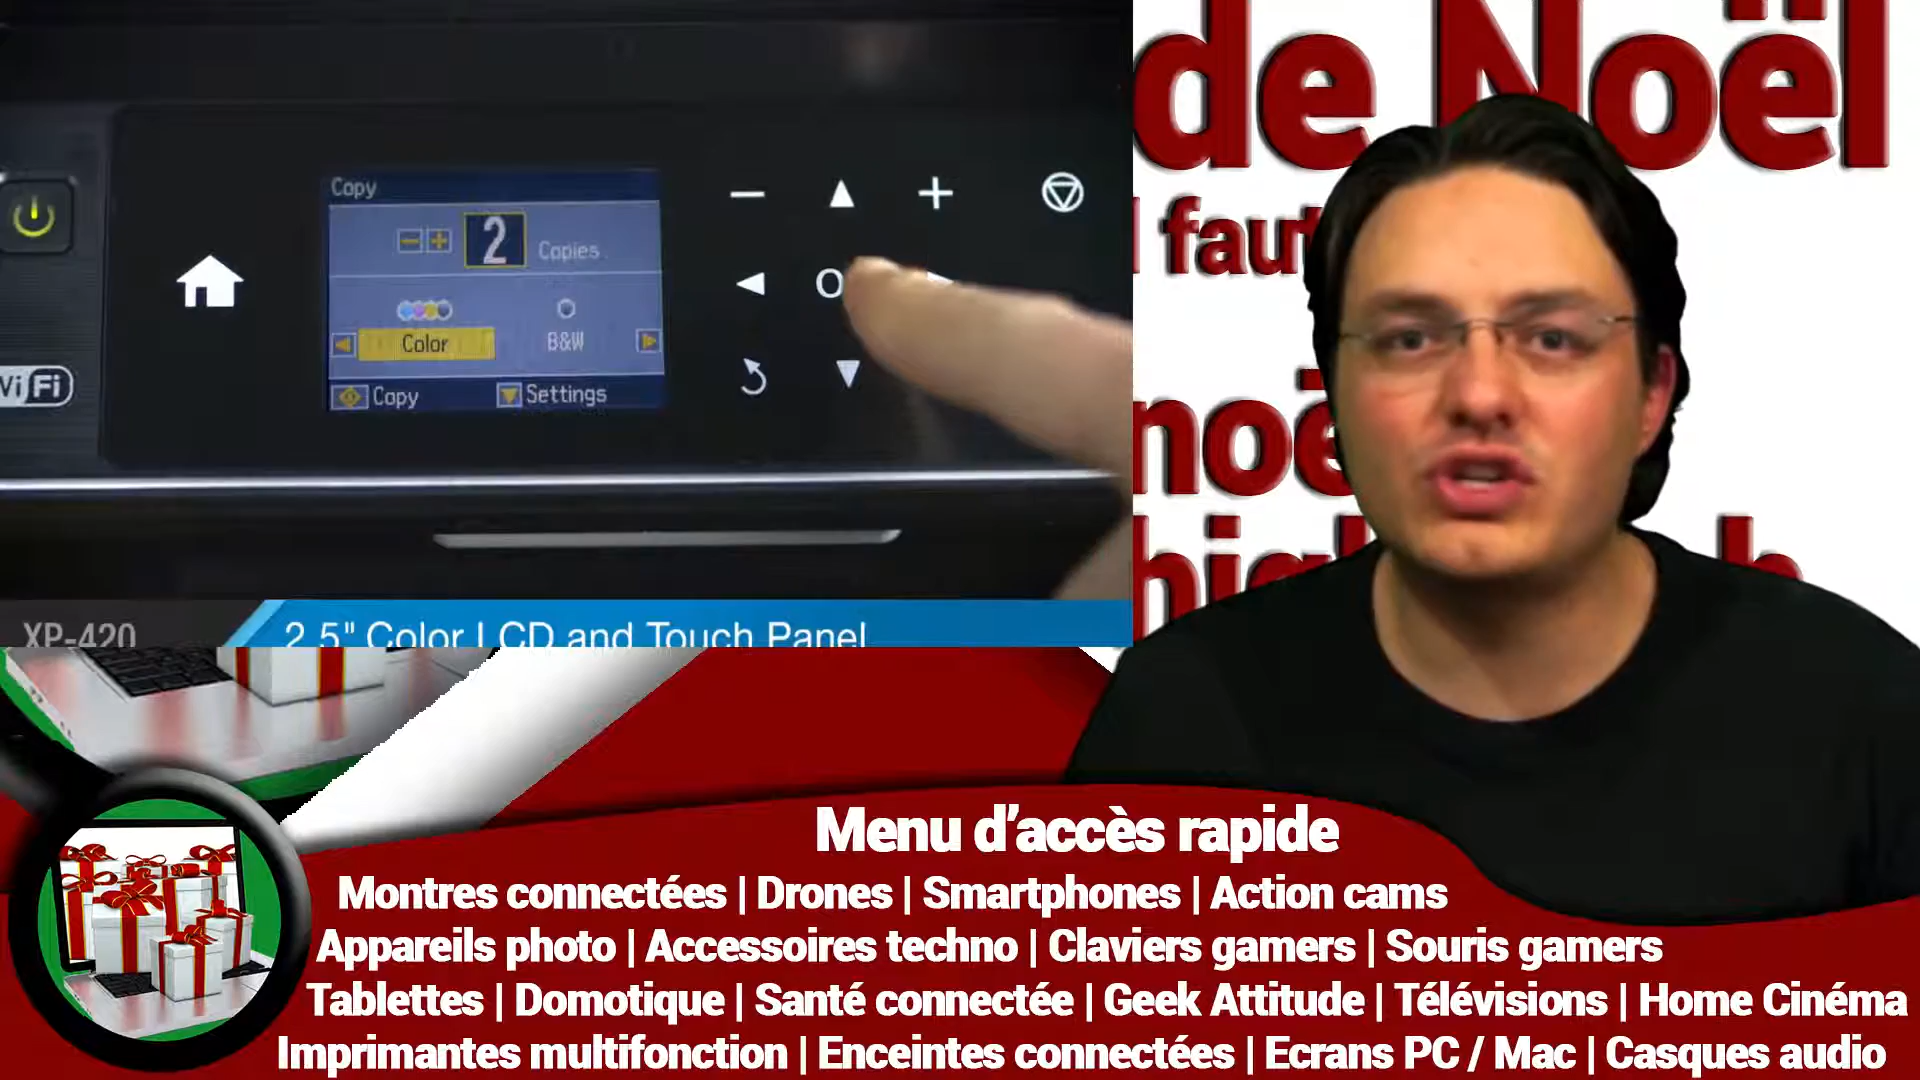 de Noël
faut
noë
Copy
2 Copies
Color B&W
Copy Settings
O
WiFi
XP-420
2.5" Color LCD and Touch Panel
Menu d'accès rapide
Montres connectées | Drones | Smartphones | Action cams
Appareils photo | Accessoires techno | Claviers gamers | Souris gamers
Tablettes | Domotique | Santé connectée | Geek Attitude | Télévisions | Home Cinéma
Imprimantes multifonction | Enceintes connectées | Ecrans PC / Mac | Casques audio